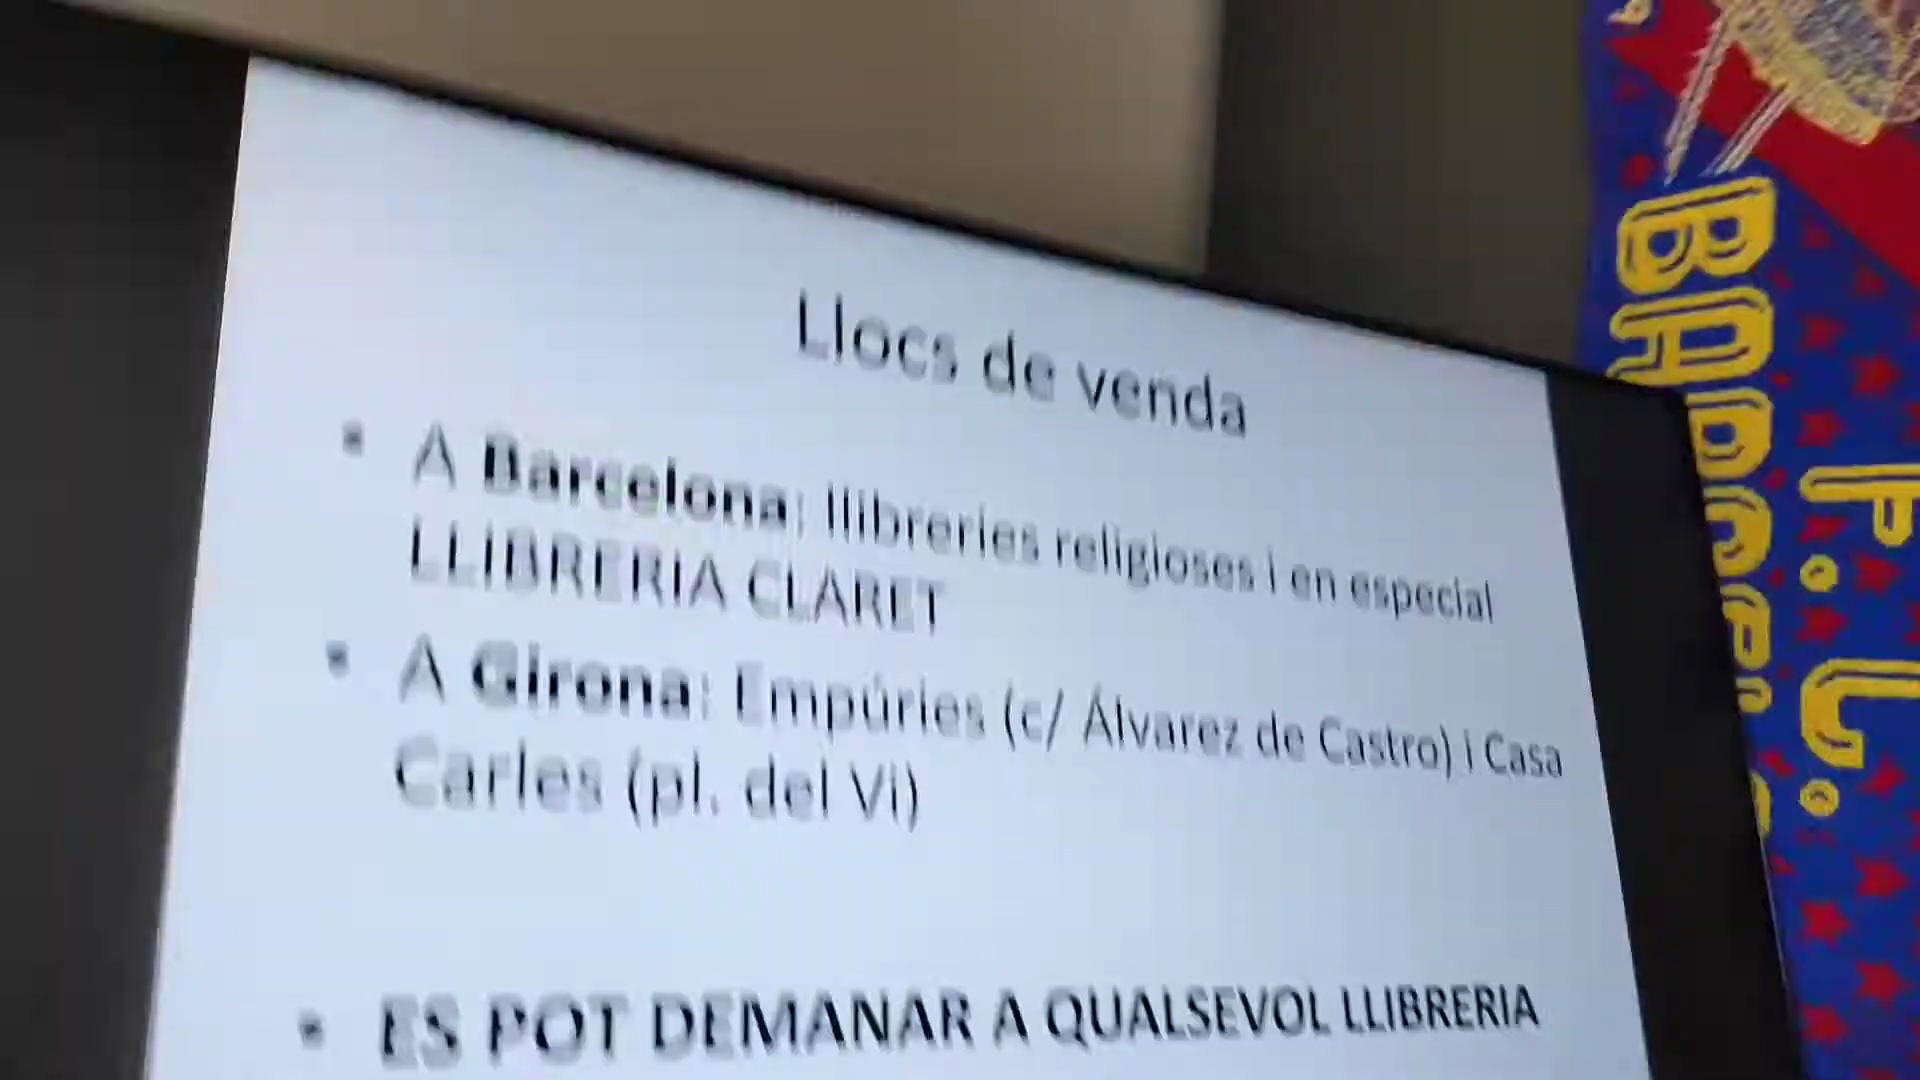 Llocs de venda
• A Barcelona: llibreries religioses i en especial
LLIBRERIA CLARET
• A Girona: Empúries (c/ Álvarez de Castro) i Casa
Carles (pl. del Vi)
• ES POT DEMANAR A QUALSEVOL LLIBRERIA
F.C.